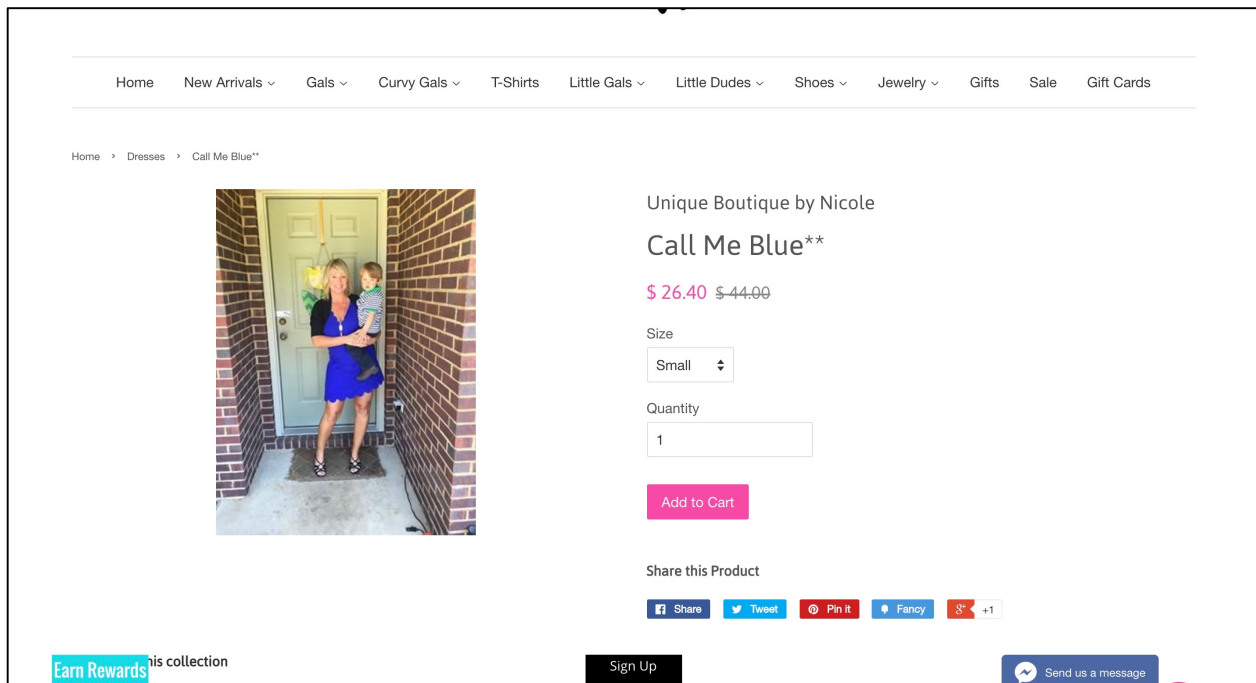 Home New Arrivals Gals Curvy Gals T-Shirts Little Gals Little Dudes Shoes Jewelry Gifts Sale Gift Cards
Home › Dresses › Call Me Blue**
Unique Boutique by Nicole
Call Me Blue**
$ 26.40 $ 44.00
Size
Small
Quantity
1
Add to Cart
Share this Product
Share Tweet Pin it Fancy +1
his collection
Earn Rewards
Sign Up
Send us a message